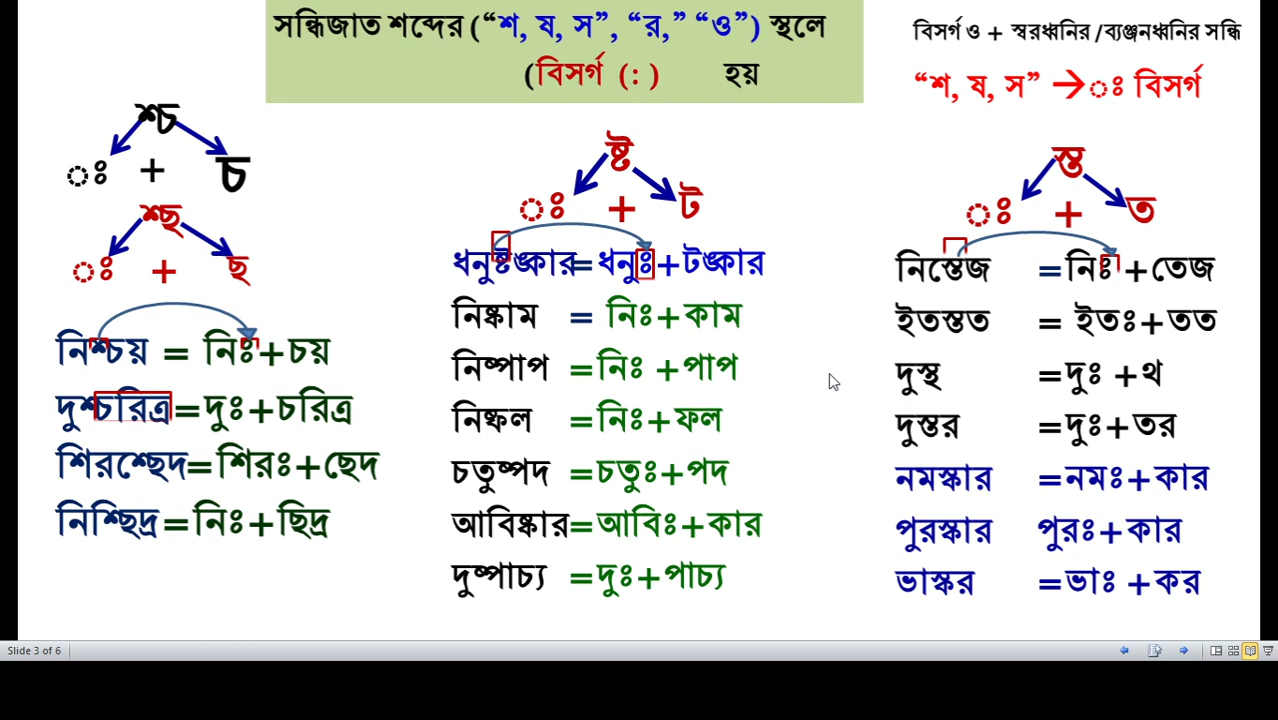 সন্ধিজাত শব্দের (“শ, ষ, স”, “র,” “ও”) স্থলে
(বিসর্গ (: ) হয়
বিসর্গ ও + স্বরধ্বনির /ব্যঞ্জনধ্বনির সন্ধি
“শ, ষ, স” →ঃ বিসর্গ
শ্চ
ঃ + চ
শ্ছ
ঃ + ছ
নিশ্চয় = নিঃ+চয়
দুশ্চরিত্র=দুঃ+চরিত্র
শিরশ্ছেদ=শিরঃ+ছেদ
নিশ্ছিদ্র=নিঃ+ছিদ্র
ষ্ট
ঃ + ট
ধনুষ্টঙ্কার= ধনুঃ+টঙ্কার
নিষ্কাম = নিঃ+কাম
নিষ্পাপ =নিঃ +পাপ
নিষ্ফল =নিঃ+ফল
চতুষ্পদ =চতুঃ+পদ
আবিষ্কার=আবিঃ+কার
দুষ্পাচ্য =দুঃ+পাচ্য
স্ত
ঃ + ত
নিস্তেজ =নিঃ +তেজ
ইতস্তত = ইতঃ+তত
দুস্থ =দুঃ +থ
দুস্তর =দুঃ+তর
নমস্কার =নমঃ+কার
পুরস্কার পুরঃ+কার
ভাস্কর =ভাঃ +কর
Slide 3 of 6